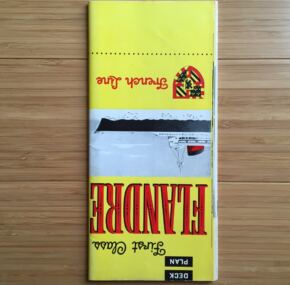 DECK
PLAN
First Class
FLANDRE
French Line